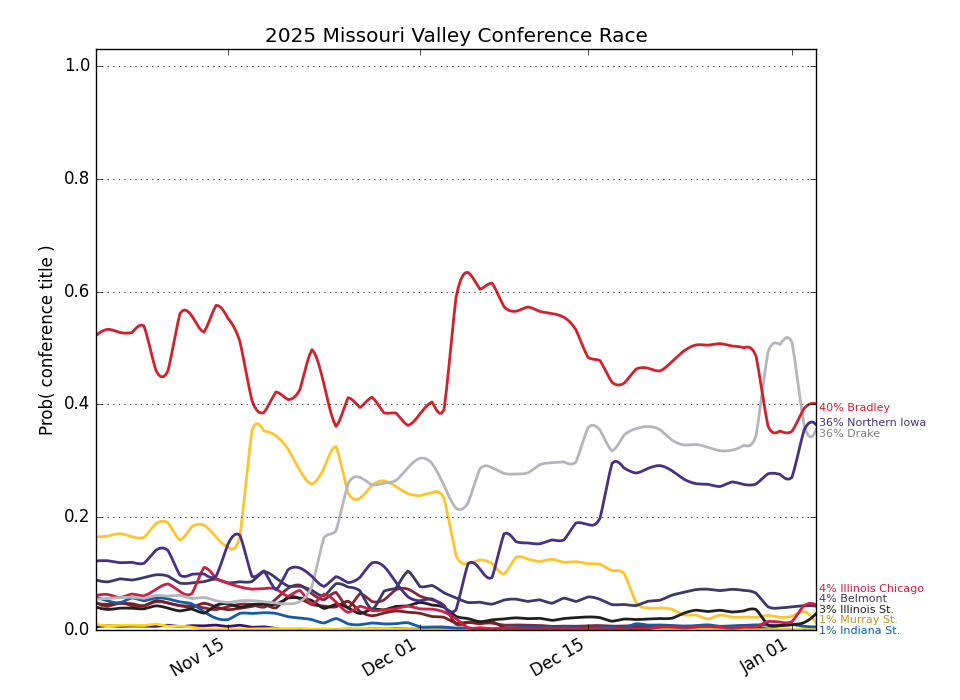 2025 Missouri Valley Conference Race
Prob( conference title )
1.0
0.8
0.6
0.4
0.2
0.0
Nov 15
Dec 01
Dec 15
Jan 01
40% Bradley
36% Northern Iowa
36% Drake
4% Illinois Chicago
4% Belmont
3% Illinois St.
1% Murray St.
1% Indiana St.